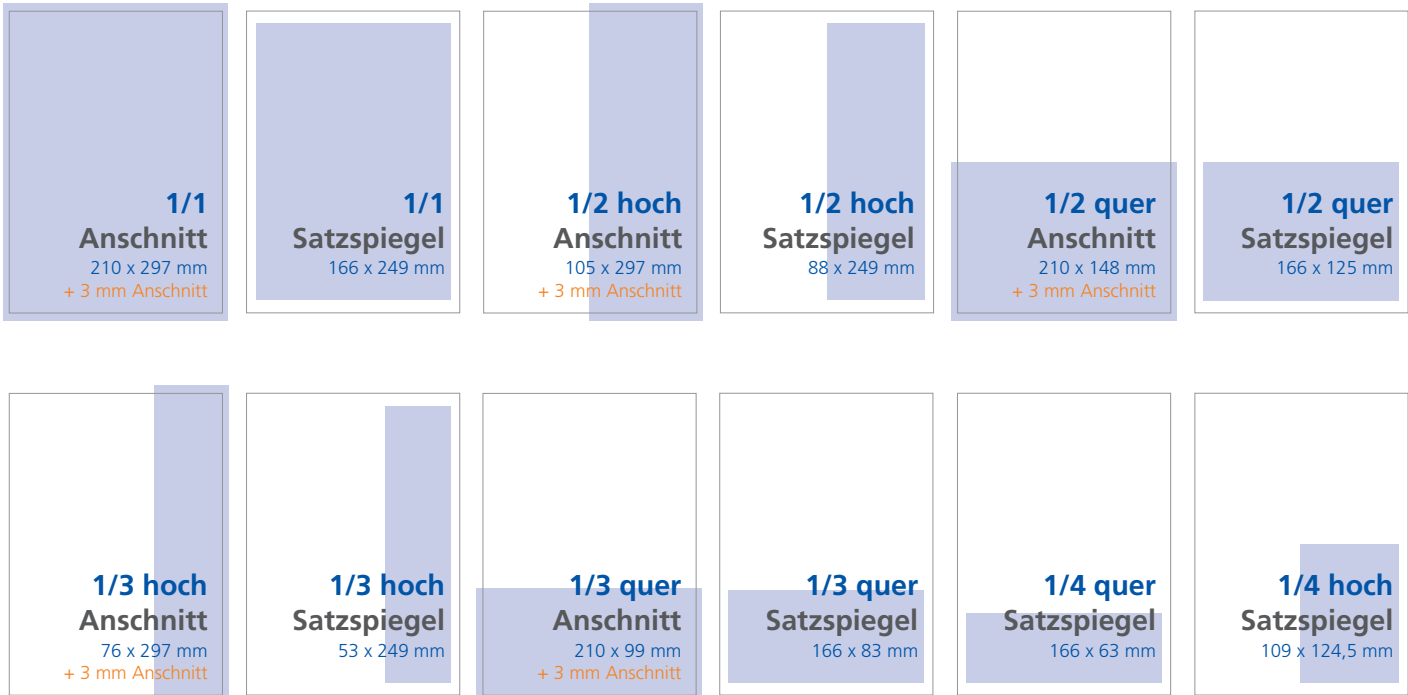 1/1
Anschnitt
210 x 297 mm
+ 3 mm Anschnitt
1/1
Satzspiegel
166 x 249 mm
1/2 hoch
Anschnitt
105 x 297 mm
+ 3 mm Anschnitt
1/2 hoch
Satzspiegel
88 x 249 mm
1/2 quer
Anschnitt
210 x 148 mm
+ 3 mm Anschnitt
1/2 quer
Satzspiegel
166 x 125 mm
1/3 hoch
Anschnitt
76 x 297 mm
+ 3 mm Anschnitt
1/3 hoch
Satzspiegel
53 x 249 mm
1/3 quer
Anschnitt
210 x 99 mm
+ 3 mm Anschnitt
1/3 quer
Satzspiegel
166 x 83 mm
1/4 quer
Satzspiegel
166 x 63 mm
1/4 hoch
Satzspiegel
109 x 124,5 mm